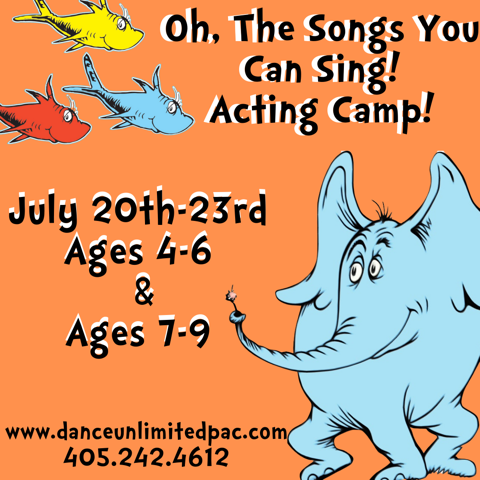 Oh, The Songs You
Can Sing!
Acting Camp!
July 20th-23rd
Ages 4-6
&
Ages 7-9
www.danceunlimitedpac.com
405.242.4612